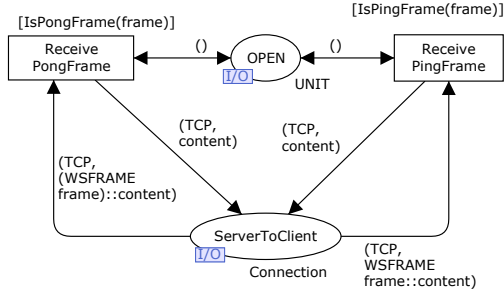 [IsPongFrame(frame)]
[IsPingFrame(frame)]
Receive
PongFrame
()
OPEN
()
Receive
PingFrame
I/O
UNIT
(TCP,
content)
(TCP,
content)
(TCP,
(WSFRAME
frame)::content)
ServerToClient
I/O
Connection
(TCP,
WSFRAME
frame::content)